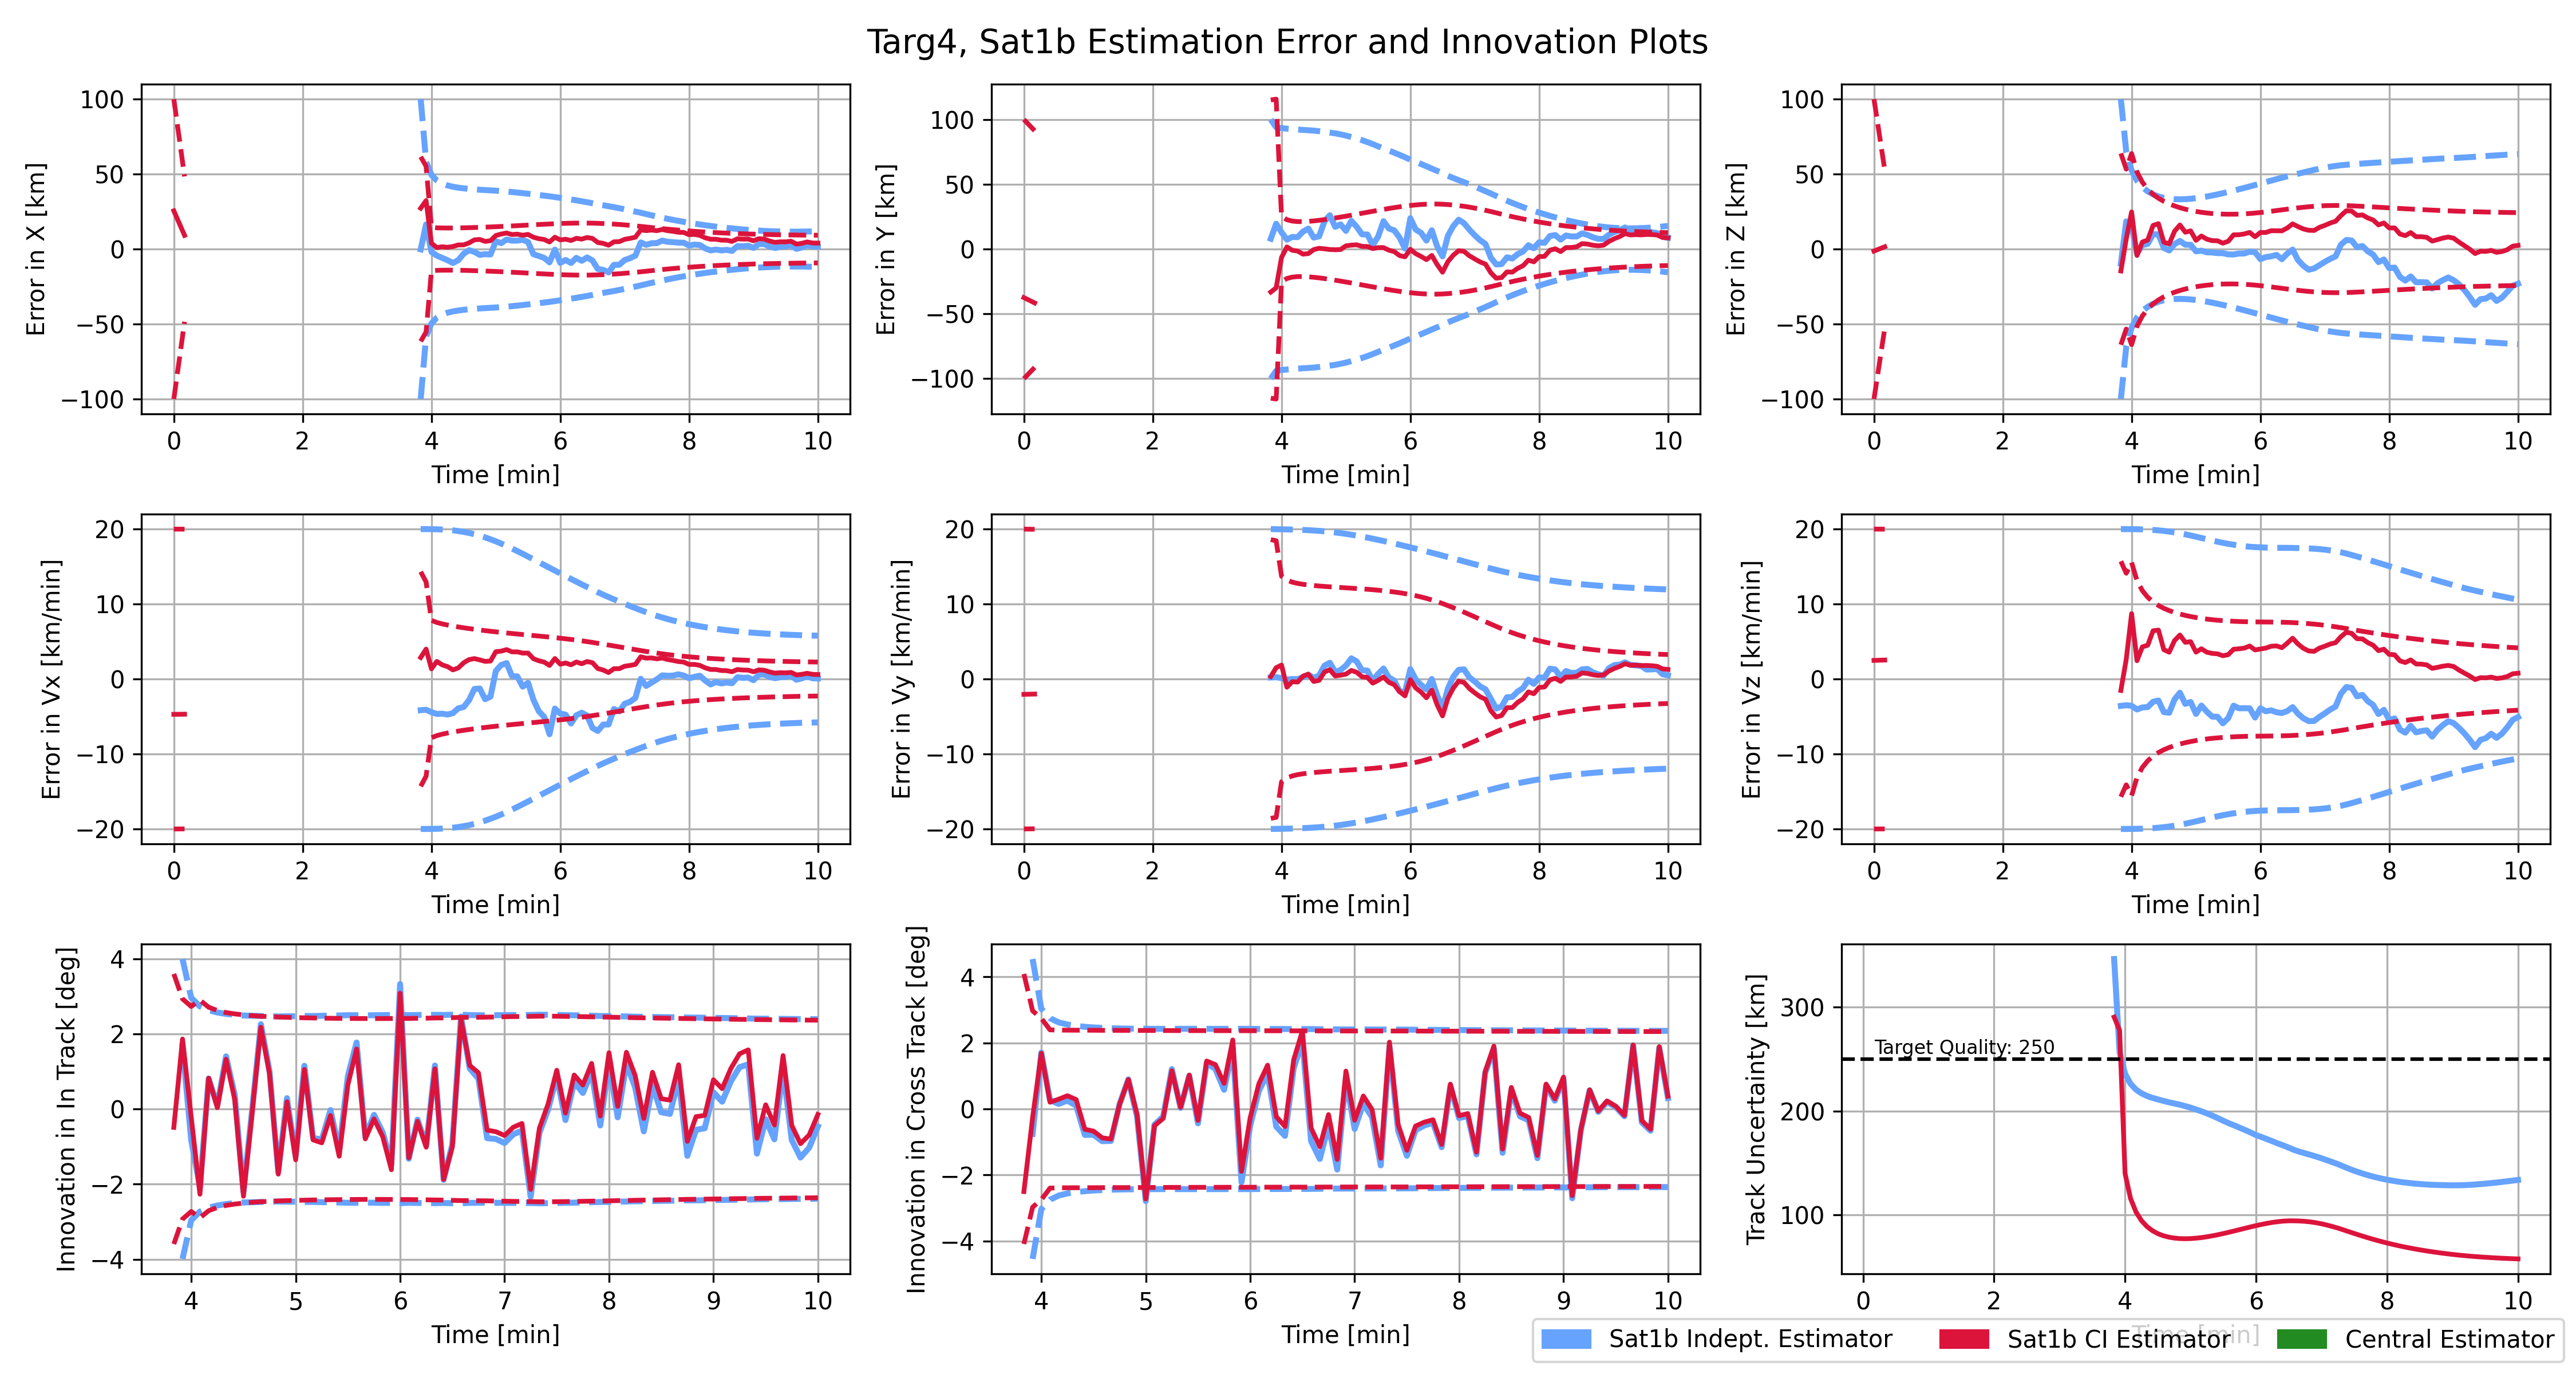 Targ4, Sat1b Estimation Error and Innovation Plots
Error in X [km]
100
50
0
−50
−100
0 2 4 6 8 10
Time [min]
Error in Y [km]
100
50
0
−50
−100
0 2 4 6 8 10
Time [min]
Error in Z [km]
100
50
0
−50
−100
0 2 4 6 8 10
Time [min]
Error in Vx [km/min]
20
10
0
−10
−20
0 2 4 6 8 10
Time [min]
Error in Vy [km/min]
20
10
0
−10
−20
0 2 4 6 8 10
Time [min]
Error in Vz [km/min]
20
10
0
−10
−20
0 2 4 6 8 10
Time [min]
Innovation in In Track [deg]
4
2
0
−2
−4
4 5 6 7 8 9 10
Time [min]
Innovation in Cross Track [deg]
4
2
0
−2
−4
4 5 6 7 8 9 10
Time [min]
Track Uncertainty [km]
300
200
100
Target Quality: 250
0 2 4 6 8 10
Time [min]
Sat1b Indept. Estimator
Sat1b CI Estimator
Central Estimator